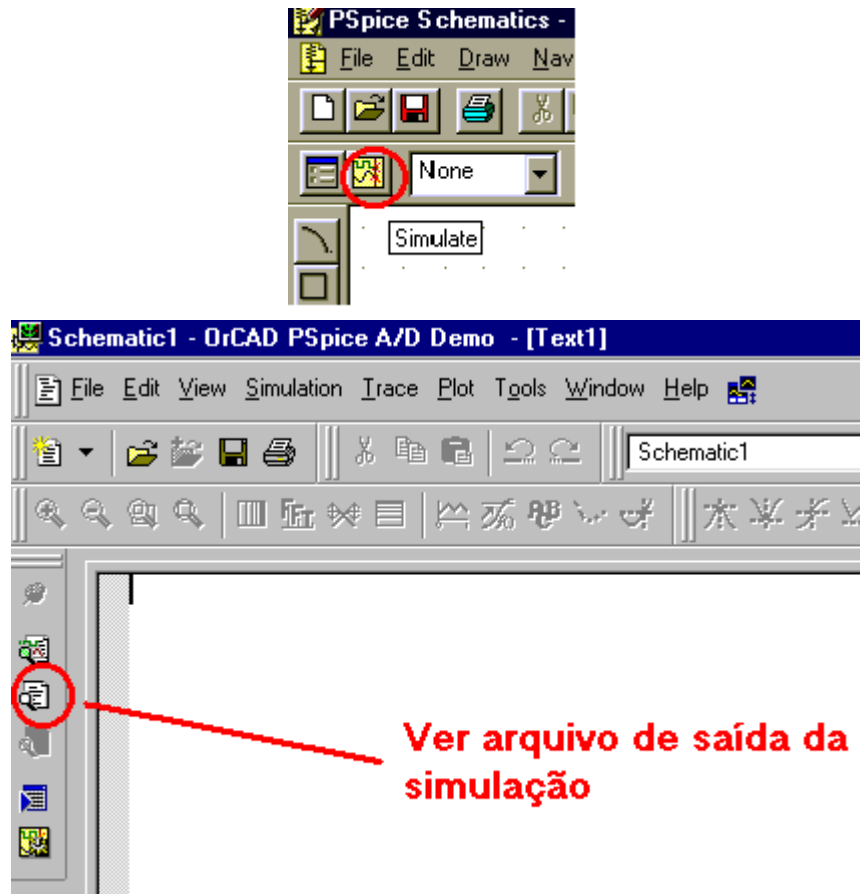 PSpice Schematics -
File Edit Draw Nav
None
Simulate
Schematic1 - OrCAD PSpice A/D Demo - [Text1]
File Edit View Simulation Trace Plot Tools Window Help
Schematic1
FFT
Ver arquivo de saída da
simulação